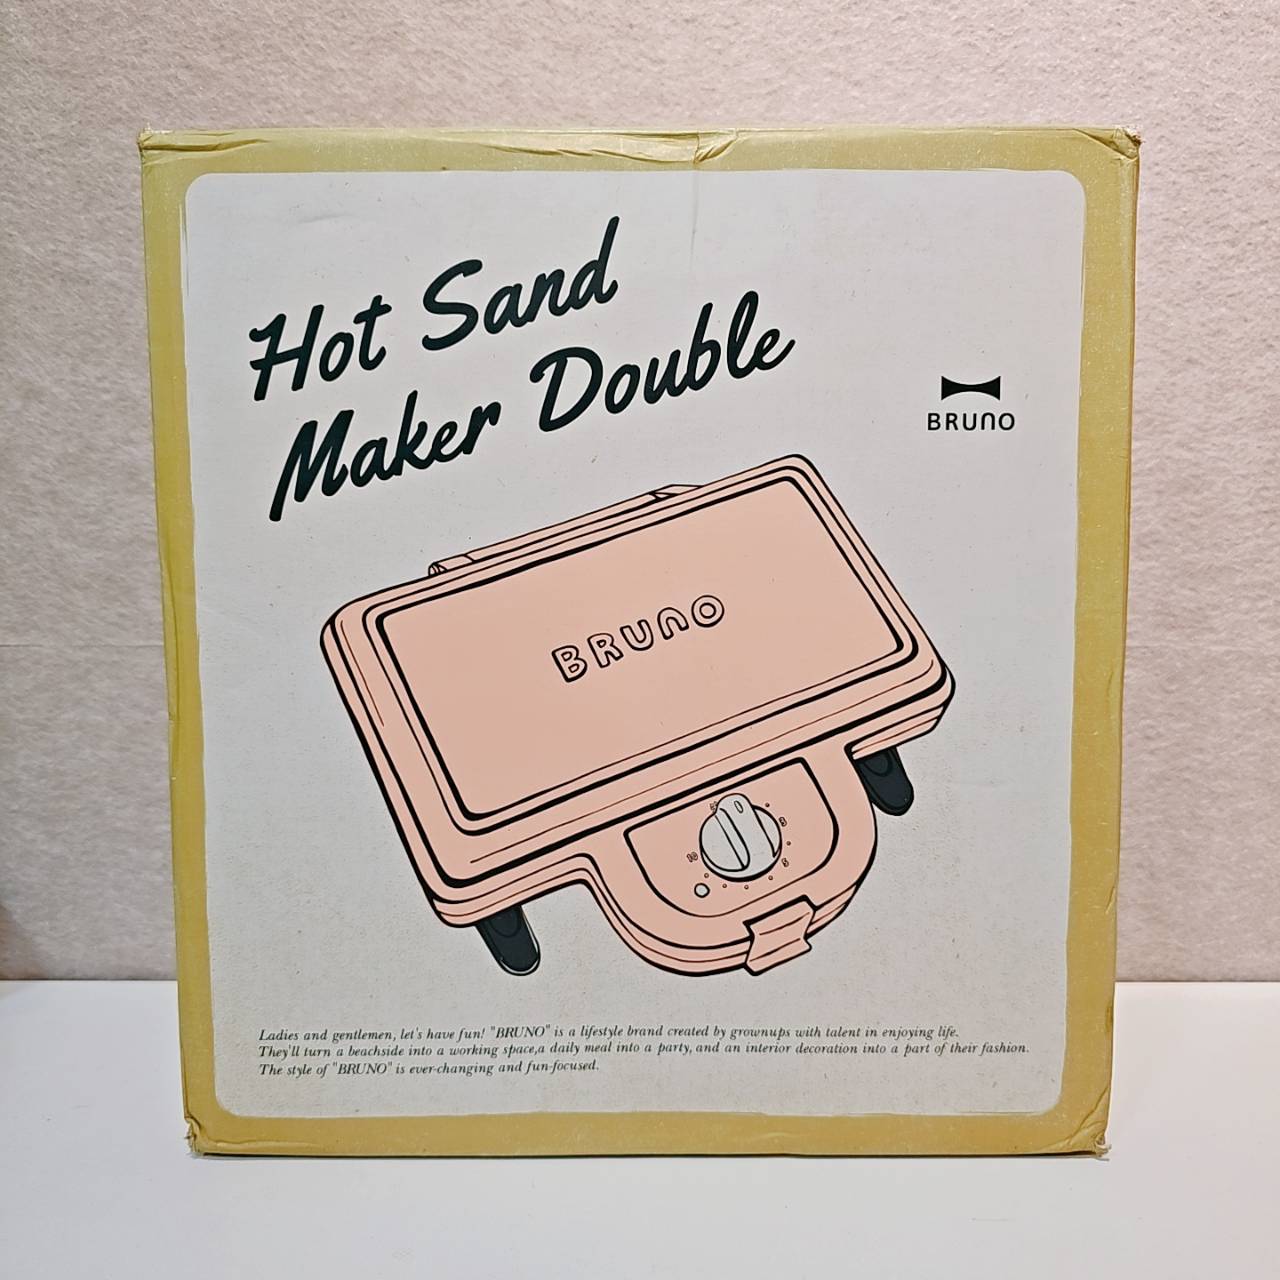 Hot Sand
Maker Double
BRUNO
BRUNO
10
5
Ladies and gentlemen, let's have fun! "BRUNO" is a lifestyle brand created by grownups with talent in enjoying life.
They'll turn a beachside into a working space,a daily meal into a party, and an interior decoration into a part of their fashion.
The style of "BRUNO" is ever-changing and fun-focused.